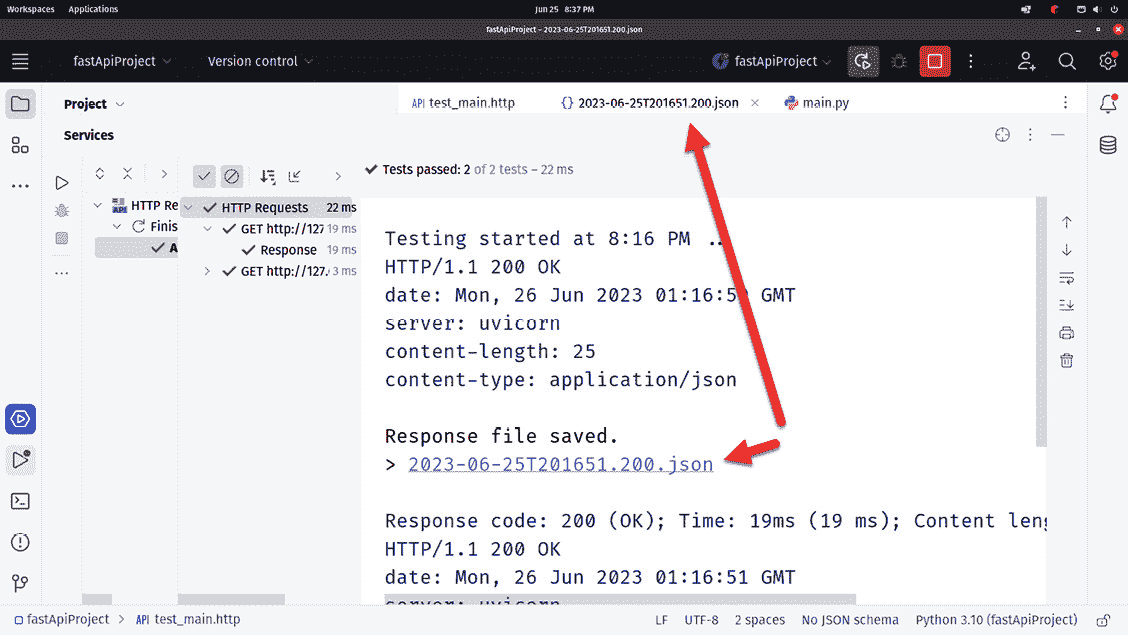 Workspaces Applications Jun 25 8:37 PM
fastApiProject – 2023-06-25T201651.200.json
fastApiProject Version control fastApiProject
Project API test_main.http {} 2023-06-25T201651.200.json main.py
Services
Tests passed: 2 of 2 tests – 22 ms
API HTTP Re
HTTP Requests 22 ms
Finis
GET http://127 19 ms
A
Response 19 ms
GET http://127. 3 ms
Testing started at 8:16 PM ..
HTTP/1.1 200 OK
date: Mon, 26 Jun 2023 01:16:5 GMT
server: uvicorn
content-length: 25
content-type: application/json
Response file saved.
> 2023-06-25T201651.200.json
Response code: 200 (OK); Time: 19ms (19 ms); Content leng
HTTP/1.1 200 OK
date: Mon, 26 Jun 2023 01:16:51 GMT
server: uvicorn
fastApiProject > API test_main.http LF UTF-8 2 spaces No JSON schema Python 3.10 (fastApiProject)